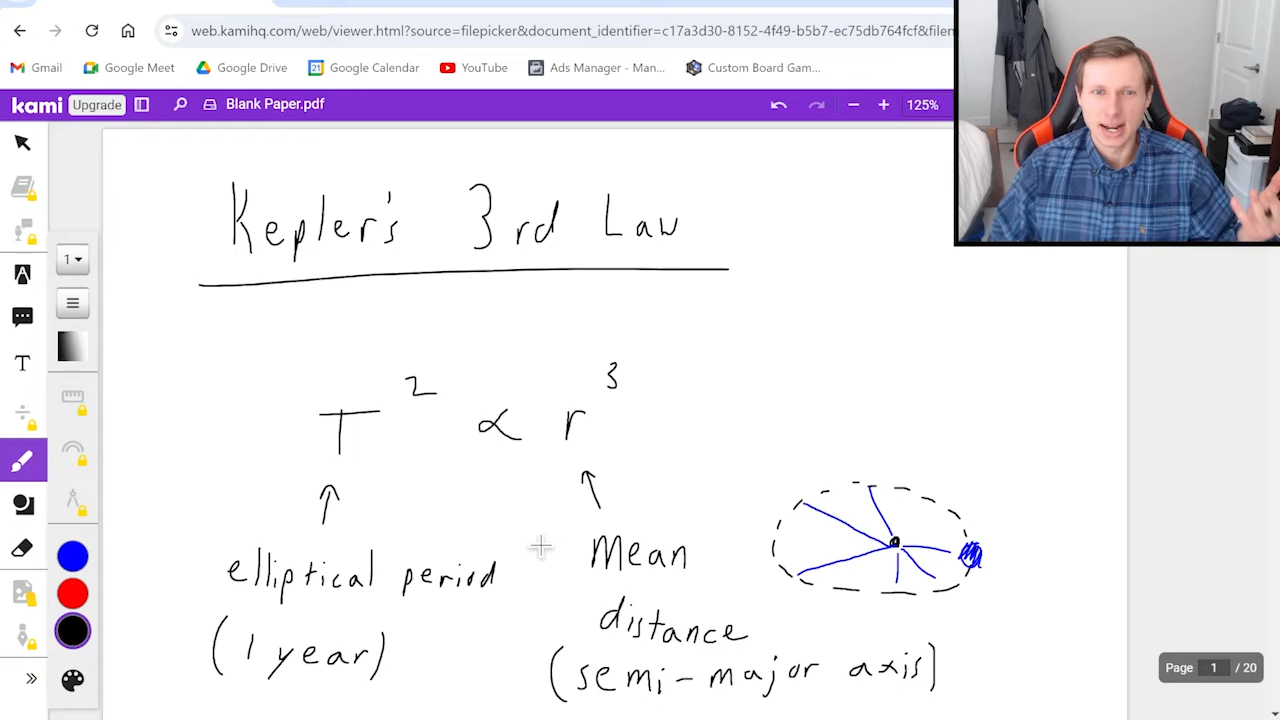 web.kamihq.com/web/viewer.html?source=filepicker&document_identifier=c17a3d30-8152-4f49-b5b7-ec75db764fcf&filen
Gmail Google Meet Google Drive 21 Google Calendar YouTube Ads Manager - Man... Custom Board Gam...
kami Upgrade Blank Paper.pdf 125%
Kepler's 3rd Law
1
T
T² ∝ r³
elliptical period
(1 year)
mean
distance
(semi-major axis)
Page 1 / 20